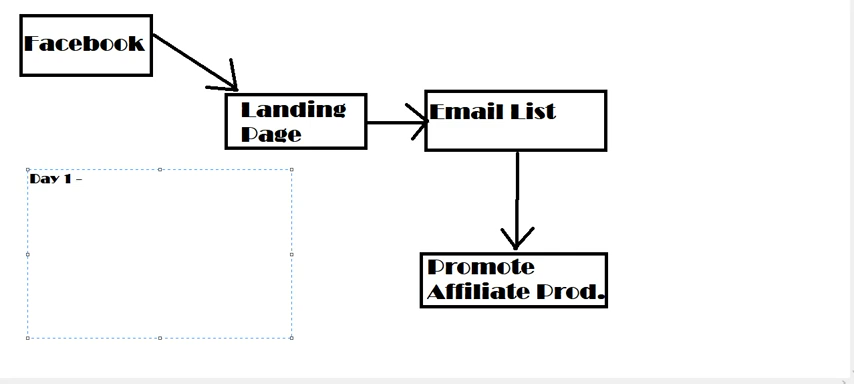 Facebook
Landing
Page
Email List
Day 1 -
Promote
Affiliate Prod.